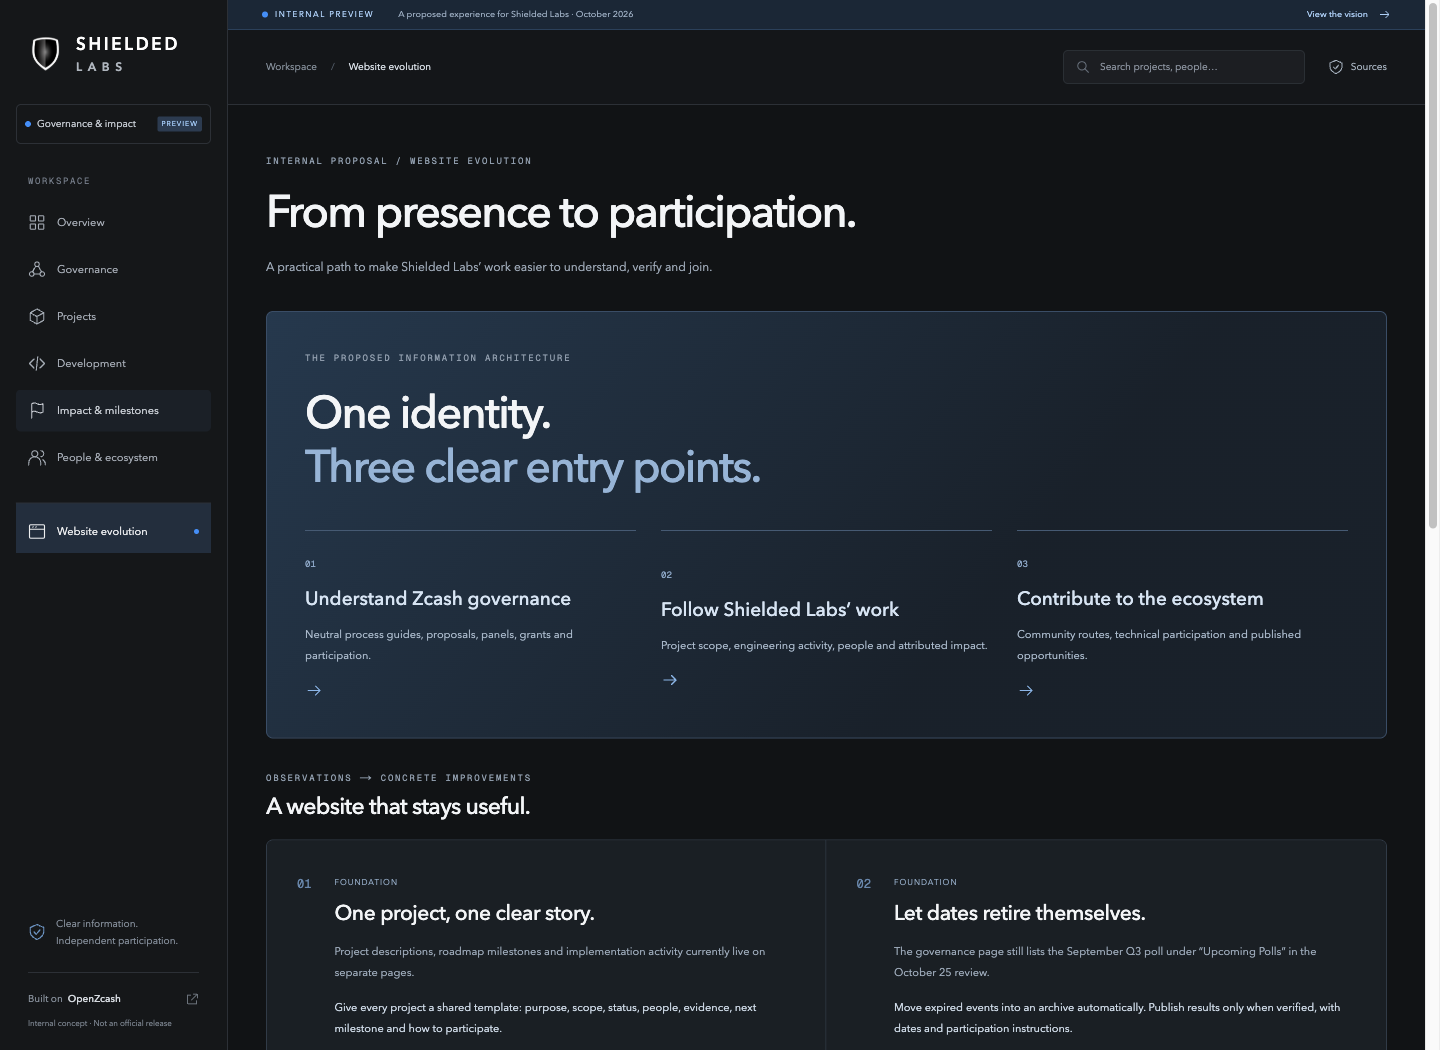 SHIELDED
LABS
Governance & impact
PREVIEW
WORKSPACE
Overview
Governance
Projects
Development
Impact & milestones
People & ecosystem
Website evolution
Clear information.
Independent participation.
Built on OpenZcash
Internal concept · Not an official release
INTERNAL PREVIEW
A proposed experience for Shielded Labs · October 2026
View the vision →
Workspace / Website evolution
Search projects, people…
Sources
INTERNAL PROPOSAL / WEBSITE EVOLUTION
From presence to participation.
A practical path to make Shielded Labs’ work easier to understand, verify and join.
THE PROPOSED INFORMATION ARCHITECTURE
One identity.
Three clear entry points.
01
Understand Zcash governance
Neutral process guides, proposals, panels, grants and
participation.
→
02
Follow Shielded Labs’ work
Project scope, engineering activity, people and attributed impact.
→
03
Contribute to the ecosystem
Community routes, technical participation and published
opportunities.
→
OBSERVATIONS → CONCRETE IMPROVEMENTS
A website that stays useful.
01
FOUNDATION
One project, one clear story.
Project descriptions, roadmap milestones and implementation activity currently live on
separate pages.
Give every project a shared template: purpose, scope, status, people, evidence, next
milestone and how to participate.
02
FOUNDATION
Let dates retire themselves.
The governance page still lists the September Q3 poll under “Upcoming Polls” in the
October 25 review.
Move expired events into an archive automatically. Publish results only when verified, with
dates and participation instructions.